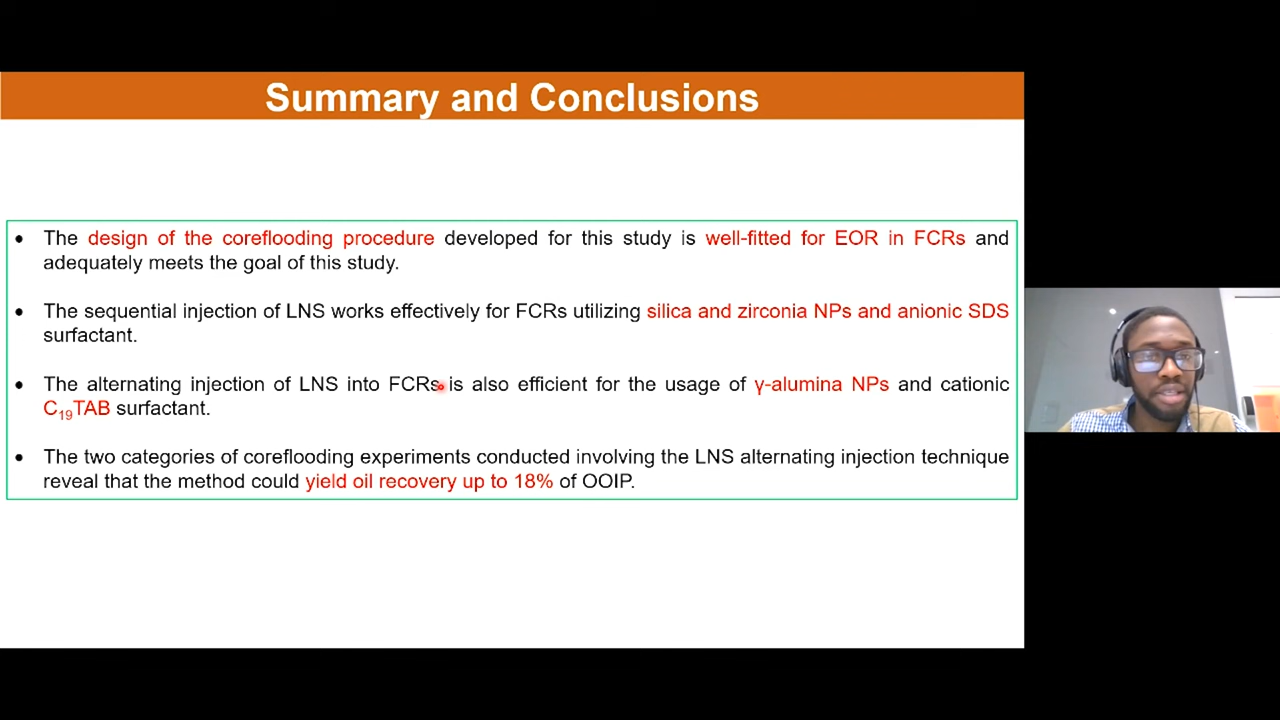 Summary and Conclusions
• The design of the coreflooding procedure developed for this study is well-fitted for EOR in FCRs and
adequately meets the goal of this study.
• The sequential injection of LNS works effectively for FCRs utilizing silica and zirconia NPs and anionic SDS
surfactant.
• The alternating injection of LNS into FCRs is also efficient for the usage of γ-alumina NPs and cationic
C₁₉TAB surfactant.
• The two categories of coreflooding experiments conducted involving the LNS alternating injection technique
reveal that the method could yield oil recovery up to 18% of OOIP.